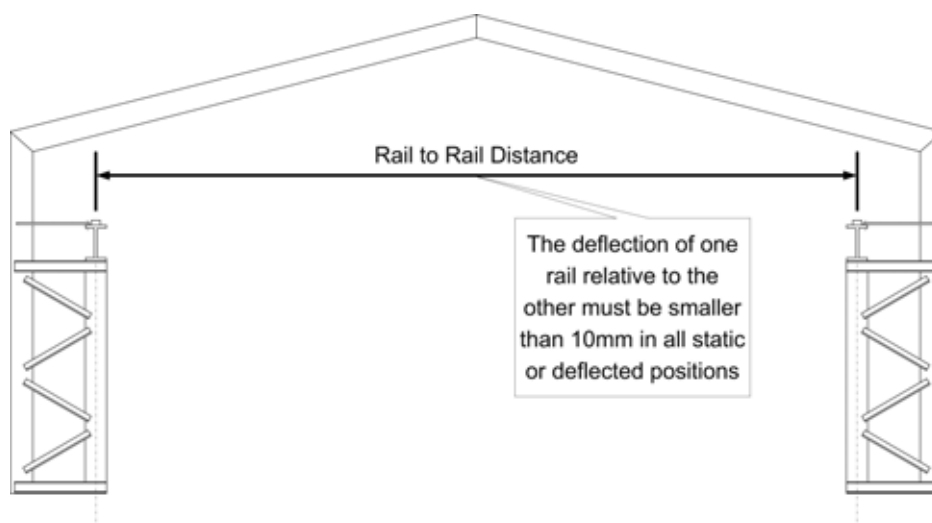 Rail to Rail Distance
The deflection of one
rail relative to the
other must be smaller
than 10mm in all static
or deflected positions